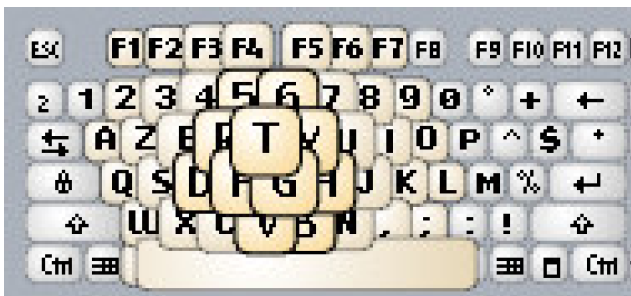 ESC F1 F2 F3 F4 F5 F6 F7 F8 F9 F10 F11 F12
2 1 2 3 4 5 6 7 8 9 0 ° + ←
A Z E R T Y U I O P ^ $ *
Q S D F G H J K L M % ↵
W X C V B N , ; : !
Ctrl Ctrl